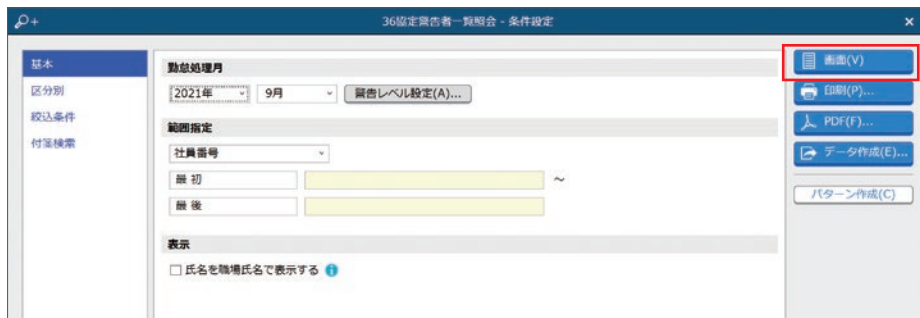 36協定警告者一覧照会 - 条件設定
基本
区分別
絞込条件
付箋検索
勤怠処理月
2021年 9月 警告レベル設定(A)...
範囲指定
社員番号
最 初 ～
最 後
表示
氏名を職場氏名で表示する
画面(V)
印刷(P)...
PDF(F)...
データ作成(E)...
パターン作成(C)